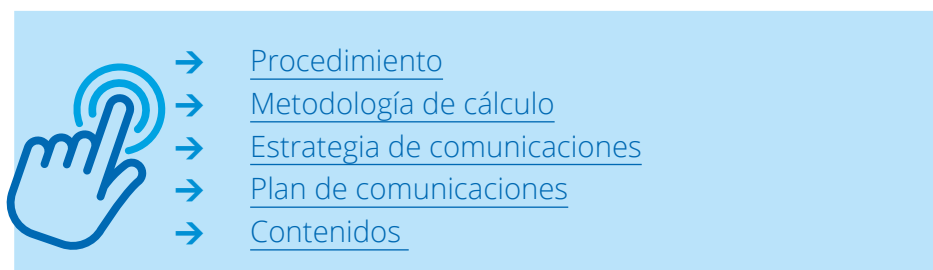 → Procedimiento
→ Metodología de cálculo
→ Estrategia de comunicaciones
→ Plan de comunicaciones
→ Contenidos